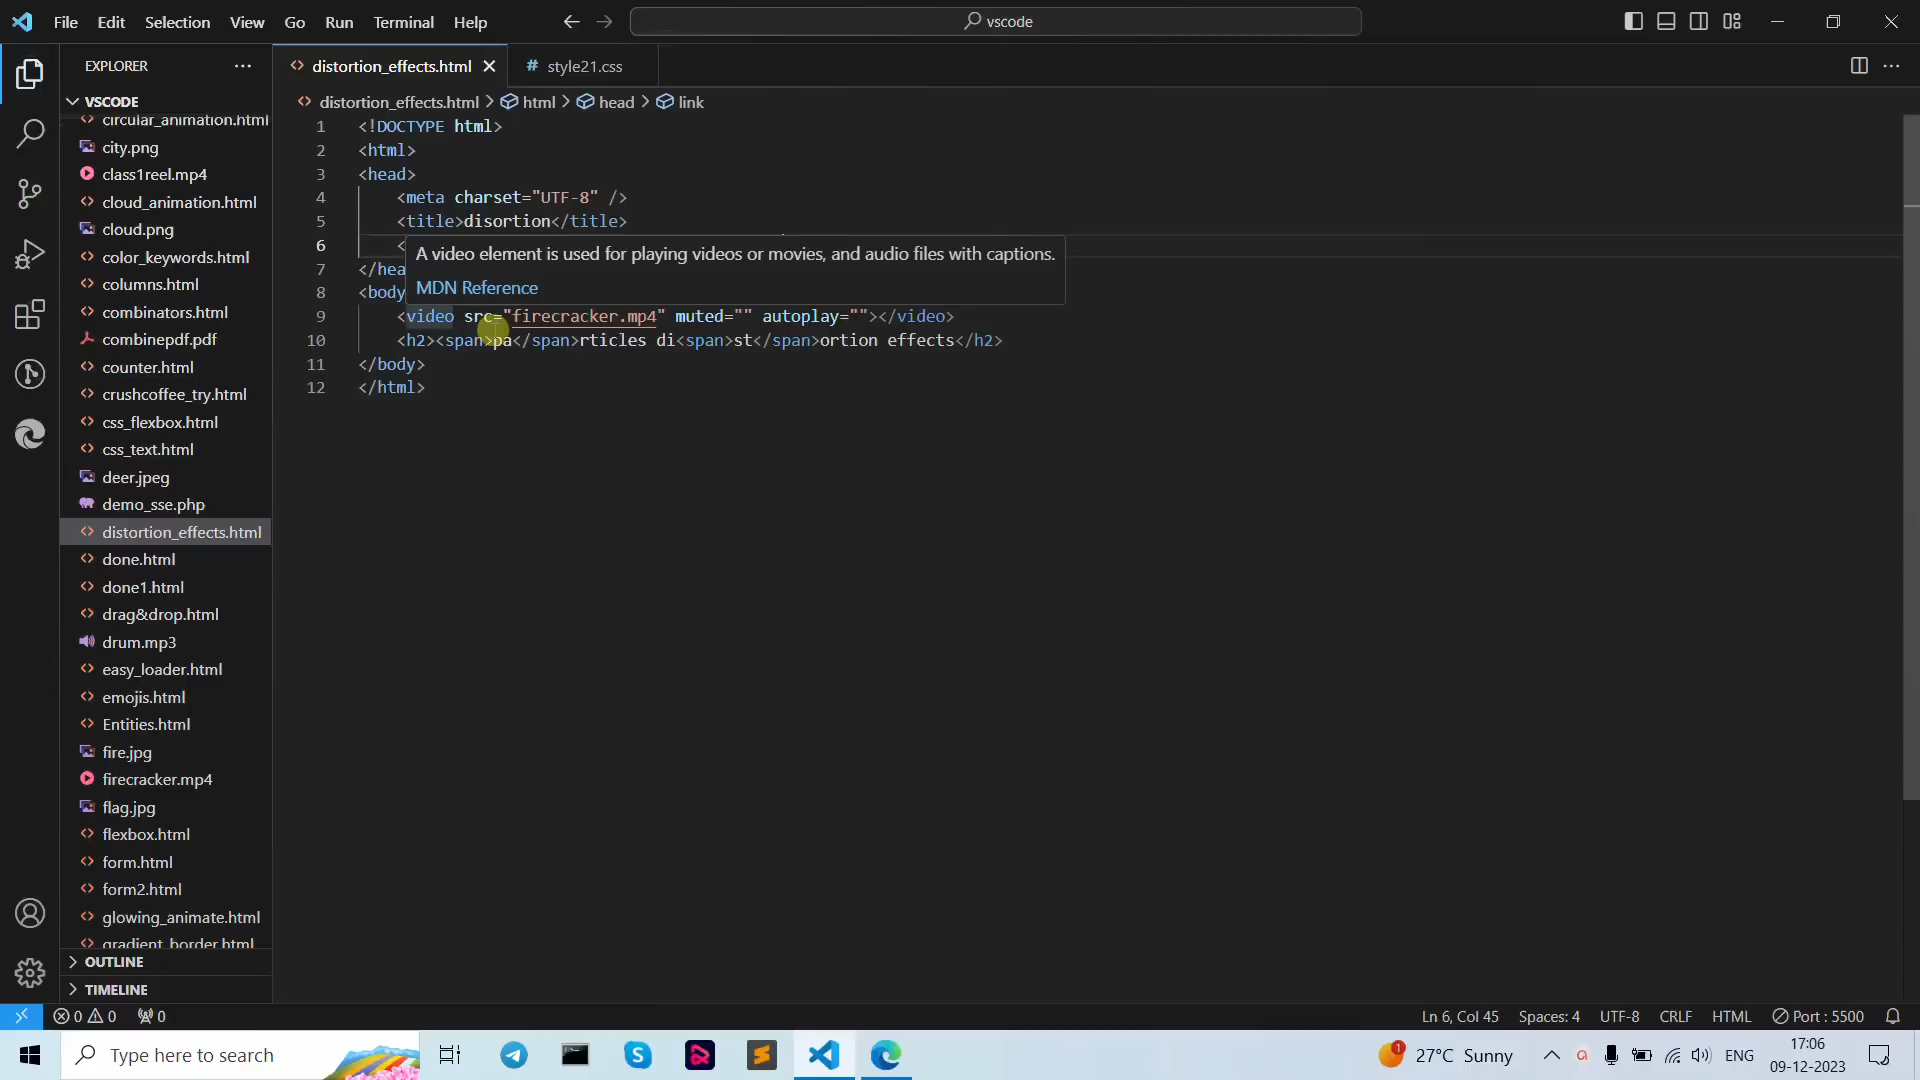 File Edit Selection View Go Run Terminal Help
vscode
EXPLORER
distortion_effects.html
style21.css
VSCODE
distortion_effects.html > html > head > link
circular_animation.html
city.png
class1reel.mp4
cloud_animation.html
cloud.png
color_keywords.html
columns.html
combinators.html
combinepdf.pdf
counter.html
crushcoffee_try.html
css_flexbox.html
css_text.html
deer.jpeg
demo_sse.php
distortion_effects.html
done.html
done1.html
drag&drop.html
drum.mp3
easy_loader.html
emojis.html
Entities.html
fire.jpg
firecracker.mp4
flag.jpg
flexbox.html
form.html
form2.html
glowing_animate.html
gradient_border.html
OUTLINE
TIMELINE
1 <!DOCTYPE html>
2 <html>
3 <head>
4 <meta charset="UTF-8" />
5 <title>disortion</title>
6 <
A video element is used for playing videos or movies, and audio files with captions.
MDN Reference
7 </hea
8 <body
9 <video src="firecracker.mp4" muted="" autoplay=""></video>
10 <h2><span>pa</span>rticles di<span>st</span>ortion effects</h2>
11 </body>
12 </html>
0 0 0
Ln 6, Col 45 Spaces: 4 UTF-8 CRLF HTML Port : 5500
Type here to search
1 27°C Sunny
ENG
17:06
09-12-2023